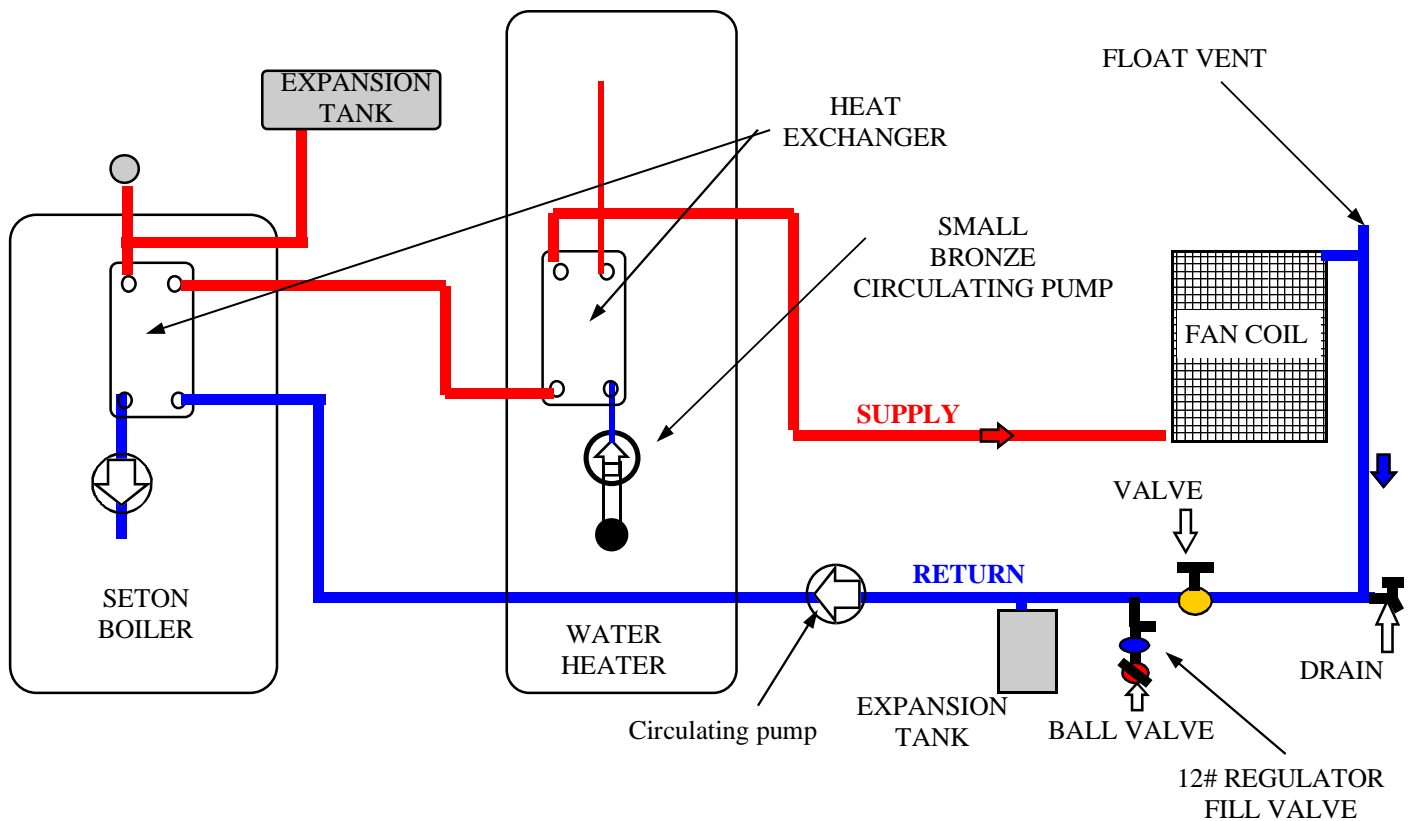 FLOAT VENT
EXPANSION
TANK
HEAT
EXCHANGER
SMALL
BRONZE
CIRCULATING PUMP
FAN COIL
SUPPLY
VALVE
RETURN
SETON
BOILER
WATER
HEATER
DRAIN
Circulating pump
EXPANSION
TANK
BALL VALVE
12# REGULATOR
FILL VALVE